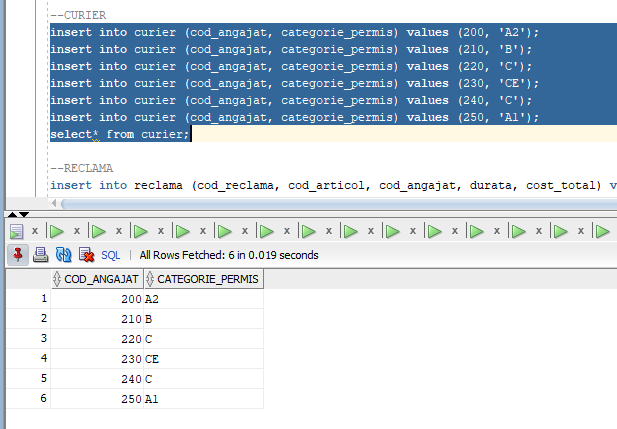 --CURIER
insert into curier (cod_angajat, categorie_permis) values (200, 'A2');
insert into curier (cod_angajat, categorie_permis) values (210, 'B');
insert into curier (cod_angajat, categorie_permis) values (220, 'C');
insert into curier (cod_angajat, categorie_permis) values (230, 'CE');
insert into curier (cod_angajat, categorie_permis) values (240, 'C');
insert into curier (cod_angajat, categorie_permis) values (250, 'A1');
select* from curier;
--RECLAMA
insert into reclama (cod_reclama, cod_articol, cod_angajat, durata, cost_total) v
x x x x x x x x x x x x x x
SQL | All Rows Fetched: 6 in 0.019 seconds
COD_ANGAJAT CATEGORIE_PERMIS
1 200 A2
2 210 B
3 220 C
4 230 CE
5 240 C
6 250 A1